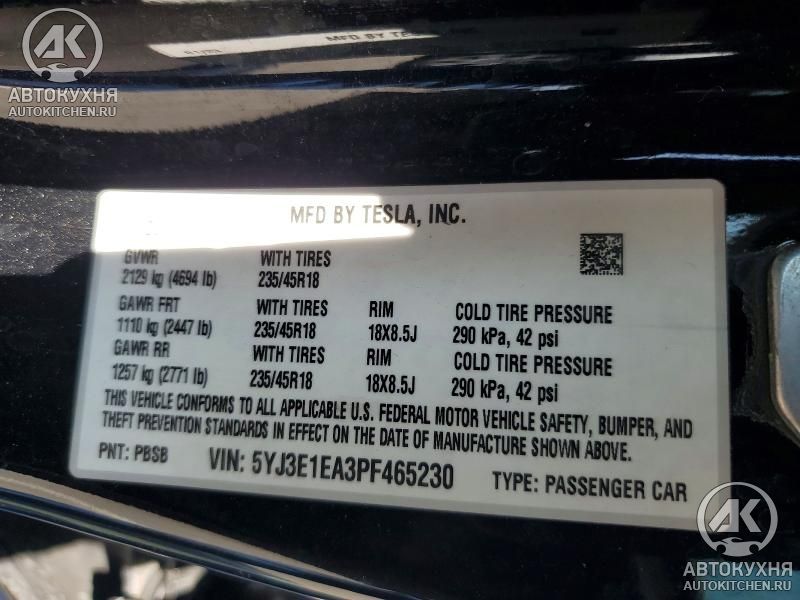 AK
АВТОКУХНЯ
AUTOKITCHEN.RU
MFD BY TESLA, INC.
GVWR WITH TIRES
2129 kg (4694 lb) 235/45R18
GAWR FRT WITH TIRES RIM COLD TIRE PRESSURE
1110 kg (2447 lb) 235/45R18 18X8.5J 290 kPa, 42 psi
GAWR RR WITH TIRES RIM COLD TIRE PRESSURE
1257 kg (2771 lb) 235/45R18 18X8.5J 290 kPa, 42 psi
THIS VEHICLE CONFORMS TO ALL APPLICABLE U.S. FEDERAL MOTOR VEHICLE SAFETY, BUMPER, AND
THEFT PREVENTION STANDARDS IN EFFECT ON THE DATE OF MANUFACTURE SHOWN ABOVE.
PNT: PBSB VIN: 5YJ3E1EA3PF465230 TYPE: PASSENGER CAR
AK
АВТОКУХНЯ
AUTOKITCHEN.RU